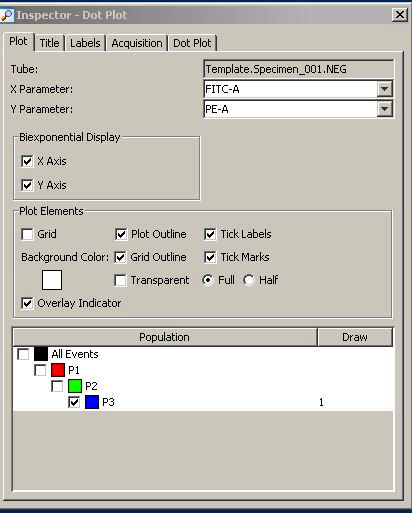 Inspector - Dot Plot
Plot Title Labels Acquisition Dot Plot
Tube: Template.Specimen_001.NEG
X Parameter: FITC-A
Y Parameter: PE-A
Biexponential Display
X Axis
Y Axis
Plot Elements
Grid Plot Outline Tick Labels
Background Color: Grid Outline Tick Marks
Transparent Full Half
Overlay Indicator
Population Draw
All Events
P1
P2
P3 1